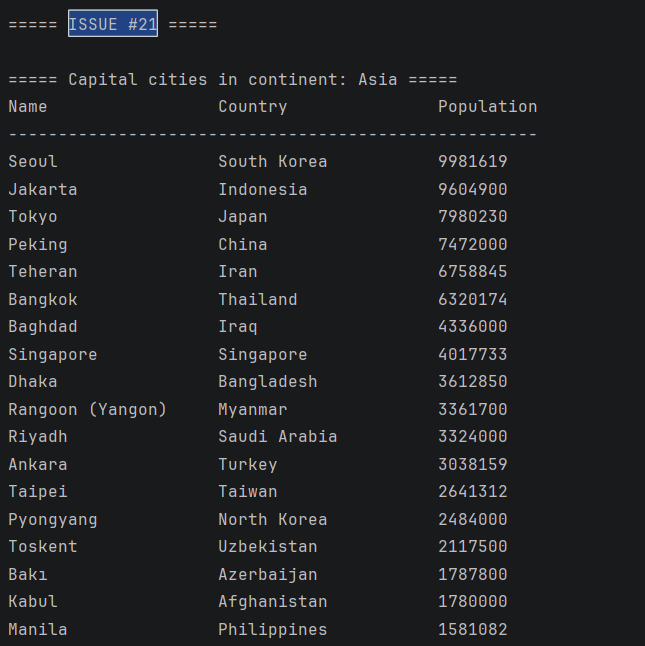 ===== ISSUE #21 =====
===== Capital cities in continent: Asia =====
Name Country Population
-----------------------------------------------------
Seoul South Korea 9981619
Jakarta Indonesia 9604900
Tokyo Japan 7980230
Peking China 7472000
Teheran Iran 6758845
Bangkok Thailand 6320174
Baghdad Iraq 4336000
Singapore Singapore 4017733
Dhaka Bangladesh 3612850
Rangoon (Yangon) Myanmar 3361700
Riyadh Saudi Arabia 3324000
Ankara Turkey 3038159
Taipei Taiwan 2641312
Pyongyang North Korea 2484000
Toskent Uzbekistan 2117500
Bakı Azerbaijan 1787800
Kabul Afghanistan 1780000
Manila Philippines 1581082